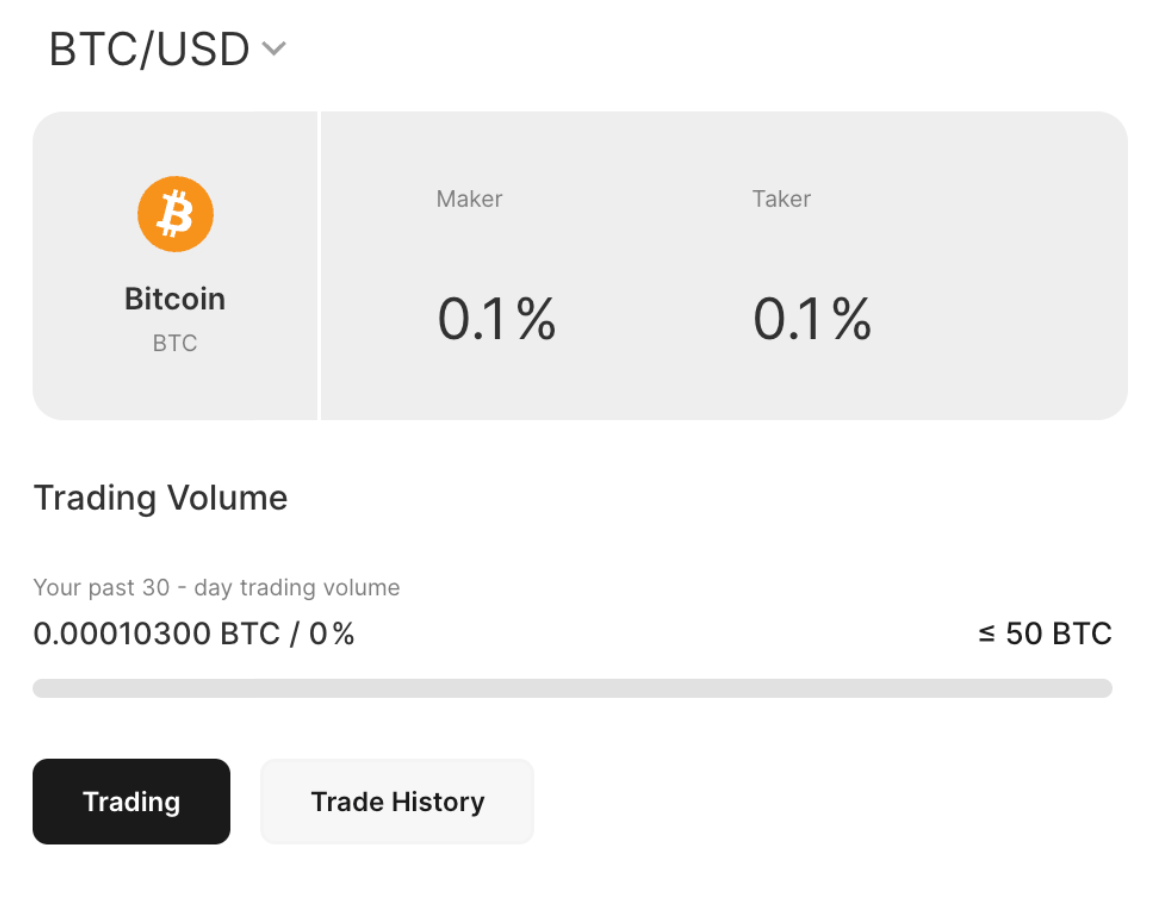 BTC/USD
Maker
Taker
Bitcoin
BTC
0.1%
0.1%
Trading Volume
Your past 30 - day trading volume
0.00010300 BTC / 0%
≤ 50 BTC
Trading
Trade History